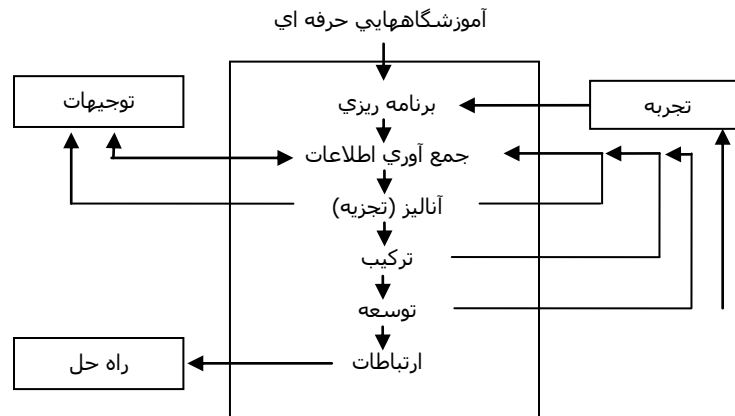 آموزشگاههايي حرفه اي
برنامه ريزي
تجربه
توجيهات
جمع آوري اطلاعات
آناليز (تجزيه)
تركيب
توسعه
ارتباطات
راه حل